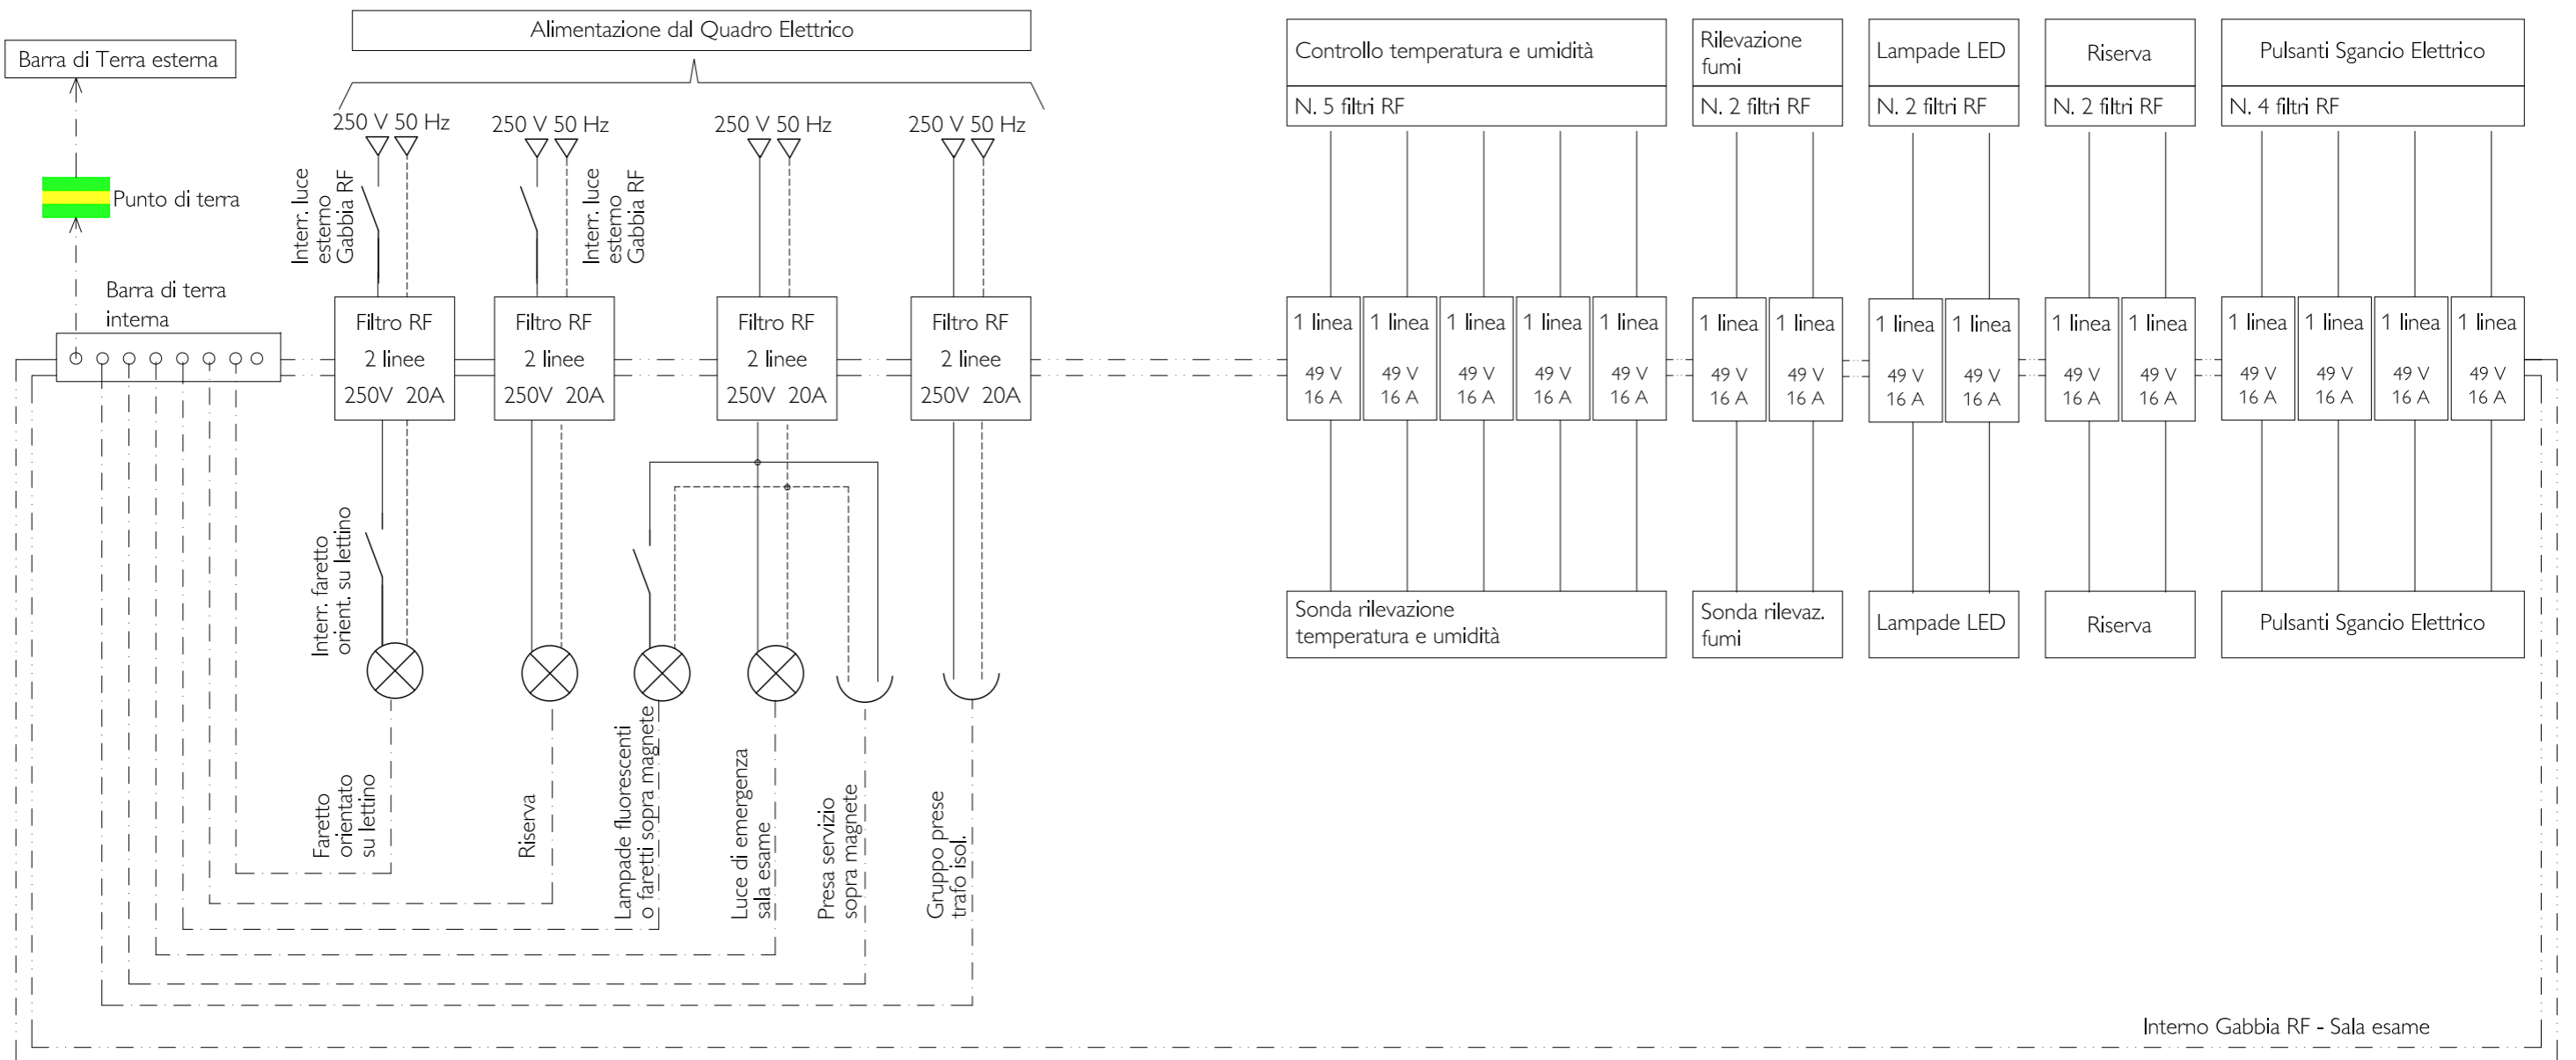 Alimentazione dal Quadro Elettrico
Barra di Terra esterna
Controllo temperatura e umidità
N. 5 filtri RF
Rilevazione
fumi
N. 2 filtri RF
Lampade LED
N. 2 filtri RF
Riserva
N. 2 filtri RF
Pulsanti Sgancio Elettrico
N. 4 filtri RF
250 V 50 Hz
250 V 50 Hz
250 V 50 Hz
250 V 50 Hz
Punto di terra
Interr. luce
esterno
Gabbia RF
Interr. luce
esterno
Gabbia RF
Barra di terra
interna
Filtro RF
2 linee
250V 20A
Filtro RF
2 linee
250V 20A
Filtro RF
2 linee
250V 20A
Filtro RF
2 linee
250V 20A
1 linea
49 V
16 A
1 linea
49 V
16 A
1 linea
49 V
16 A
1 linea
49 V
16 A
1 linea
49 V
16 A
1 linea
49 V
16 A
1 linea
49 V
16 A
1 linea
49 V
16 A
1 linea
49 V
16 A
1 linea
49 V
16 A
1 linea
49 V
16 A
1 linea
49 V
16 A
1 linea
49 V
16 A
1 linea
49 V
16 A
1 linea
49 V
16 A
Interr. faretto
orient. su lettino
Sonda rilevazione
temperatura e umidità
Sonda rilevaz.
fumi
Lampade LED
Riserva
Pulsanti Sgancio Elettrico
Faretto
orientato
su lettino
Riserva
Lampade fluorescenti
o faretti sopra magnete
Luce di emergenza
sala esame
Presa servizio
sopra magnete
Gruppo prese
trafo isol.
Interno Gabbia RF - Sala esame